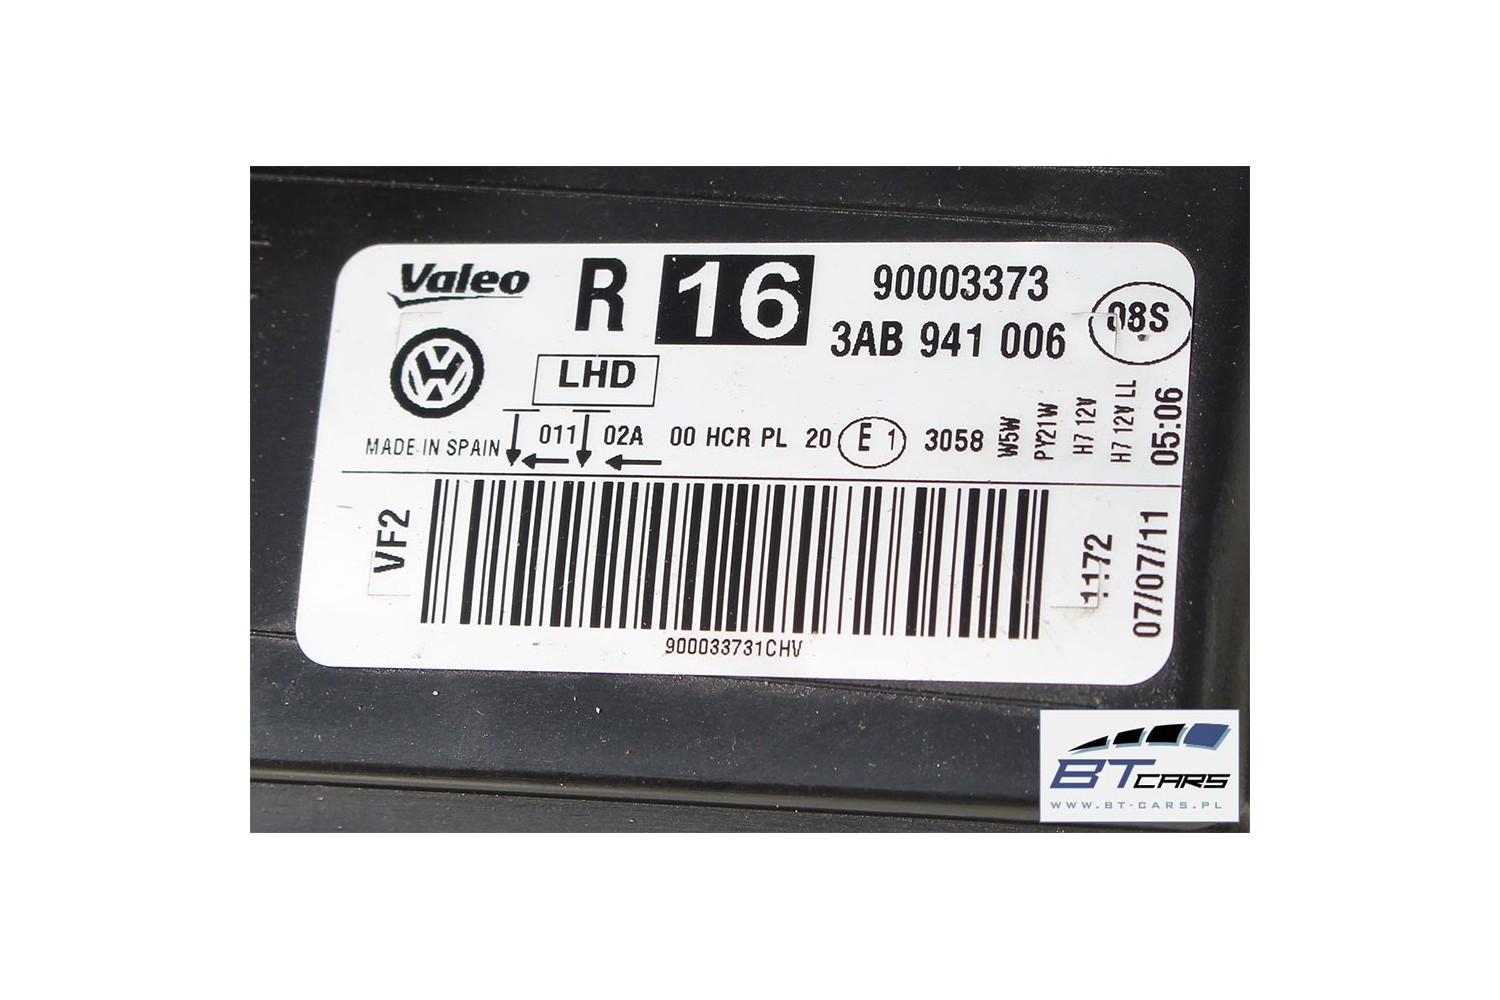 Valeo R 16 90003373
3AB 941 006 08S
LHD
MADE IN SPAIN 011 02A 00 HCR PL 20 E 1 3058
W5W
PY21W
H7 12V
H7 12V LL
05:06
VF2
1172
07/07/11
900033731CHV
BT CARS
WWW.BT-CARS.PL